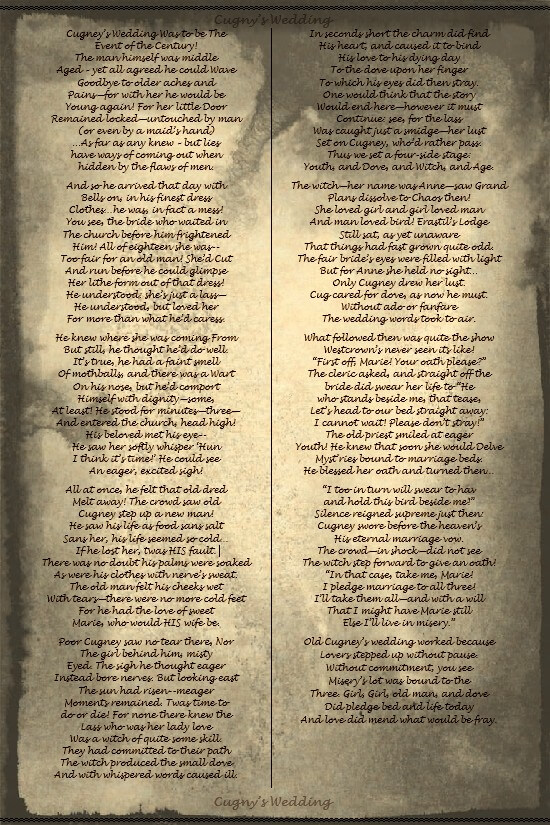 Cugny's Wedding
Cugny's Wedding Was to be The
Event of the Century!
The man himself was middle
Aged - yet all agreed he could Wave
Goodbye to older aches and
Pains—for with her he would be
Young again! For her little Door
Remained locked—untouched by man
(or even by a maid's hand)
...As far as any knew - but lies
have ways of coming out when
hidden by the flaws of men.
And so he arrived that day with
Bells on, in his finest dress
Clothes...he was, in fact a mess!
You see, the bride who waited in
The church before him frightened
Him! All of eighteen she was--
Too fair for an old man! She'd Cut
And run before he could glimpse
Her lithe form out of that dress!
He understood; she's just a lass—
He understood, but loved her
For more than what he'd caress.
He knew where she was coming From
But still, he thought he'd do well.
It's true, he had a faint smell
Of mothballs, and there was a Wart
On his nose, but he'd comport
Himself with dignity—some,
At least! He stood for minutes—three—
And entered the church, head high!
His beloved met his eye--
He saw her softly whisper 'Hun
I think it's time!' He could see
An eager, excited sigh!
All at once, he felt that old dred
Melt away! The crowd saw old
Cugny step up a new man!
He saw his life as food sans salt
Sans her, his life seemed so cold...
If he lost her, twas HIS fault.|
There was no doubt his palms were soaked
As were his clothes with nerve's sweat.
The old man felt his cheeks wet
With tears—there were no more cold feet
For he had the love of sweet
Marie, who would HIS wife be.
Poor Cugney saw no tear there, Nor
The girl behind him, misty
Eyed. The sigh he thought eager
Instead bore nerves. But looking east
The sun had risen--meager
Moments remained. Twas time to
do or die! For none there knew the
Lass who was her lady love
Was a witch of quite some skill.
They had committed to their path
The witch produced the small dove,
And with whispered words caused ill.
In seconds short the charm did find
His heart, and caused it to bind
His love to his dying day
To the dove upon her finger
To which his eyes did then stray.
One would think that the story
Would end here—however it must
Continue: see, for the lass
Was caught just a smidge—her lust
Set on Cugney, who'd rather pass.
Thus we set a four-side stage:
Youth, and Dove, and Witch, and Age.
The witch—her name was Anne—saw Grand
Plans dissolve to Chaos then!
She loved girl and girl loved man
And man loved bird! Erastil's Lodge
Still sat, as yet unaware
That things had fast grown quite odd.
The fair bride's eyes were filled with light
But for Anne she held no sight...
Only Cugney drew her lust.
Cug cared for dove, as now he must.
Without ado or fanfare
The wedding words took to air.
What followed then was quite the show
Westcrown's never seen its like!
"First off, Marie! Your oath please?"
The cleric asked, and straight off the
bride did swear her life to "He
who stands beside me, that tease,
Let's head to our bed straight away:
I cannot wait! Please don't stray!"
The old priest smiled at eager
Youth! He knew that soon she would Delve
Myst'ries bound to marriage beds.
He blessed her oath and turned then...
"I too in turn will swear to hav
and hold this bird beside me!"
Silence reigned supreme just then:
Cugney swore before the heaven's
His eternal marriage vow.
The crowd—in shock—did not see
The witch step forward to give an oath!
"In that case, take me, Marie!
I pledge marriage to all three!
I'll take them all—and with a will
That I might have Marie still
Else I'll live in misery."
Old Cugney's wedding worked because
Lovers stepped up without pause.
Without commitment, you see
Misery's lot was bound to the
Three. Girl, Girl, old man, and dove
Did pledge bed and life today
And love did mend what would be fray.
Cugny's Wedding